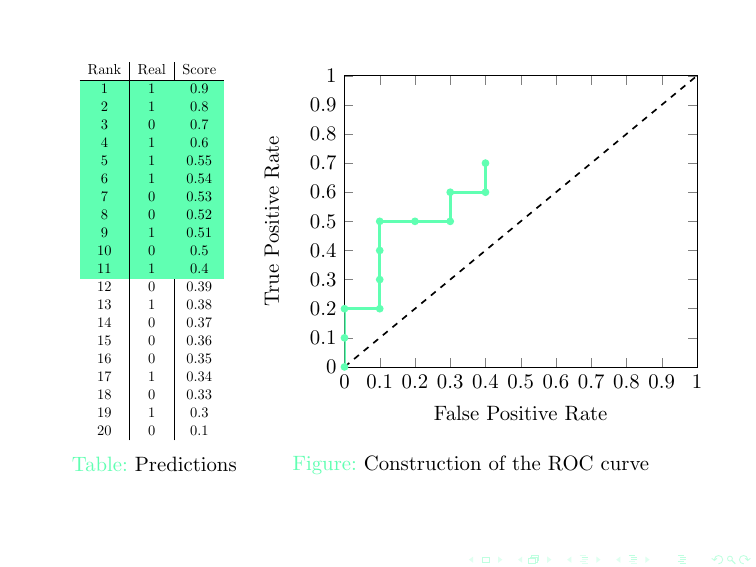 Rank Real Score
1 1 0.9
2 1 0.8
3 0 0.7
4 1 0.6
5 1 0.55
6 1 0.54
7 0 0.53
8 0 0.52
9 1 0.51
10 0 0.5
11 1 0.4
12 0 0.39
13 1 0.38
14 0 0.37
15 0 0.36
16 0 0.35
17 1 0.34
18 0 0.33
19 1 0.3
20 0 0.1
Table: Predictions
True Positive Rate
1
0.9
0.8
0.7
0.6
0.5
0.4
0.3
0.2
0.1
0
0 0.1 0.2 0.3 0.4 0.5 0.6 0.7 0.8 0.9 1
False Positive Rate
Figure: Construction of the ROC curve